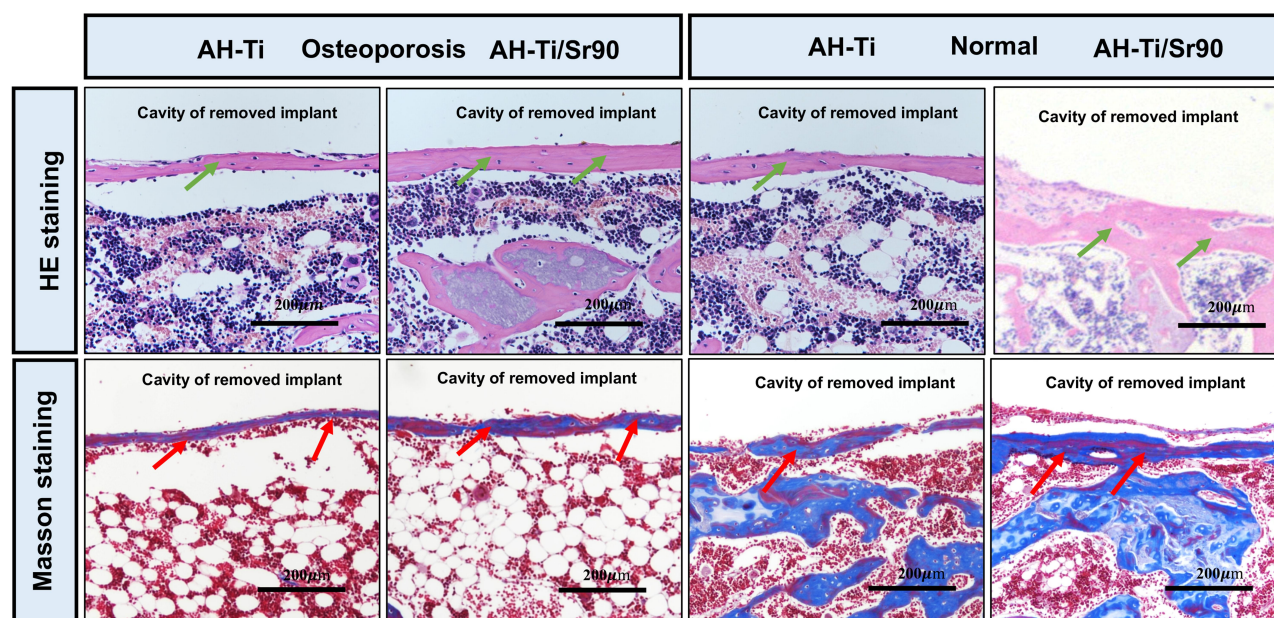 AH-Ti Osteoporosis AH-Ti/Sr90
AH-Ti Normal AH-Ti/Sr90
HE staining
Cavity of removed implant
200μm
Cavity of removed implant
200μm
Cavity of removed implant
200μm
Cavity of removed implant
200μm
Masson staining
Cavity of removed implant
200μm
Cavity of removed implant
200μm
Cavity of removed implant
200μm
Cavity of removed implant
200μm